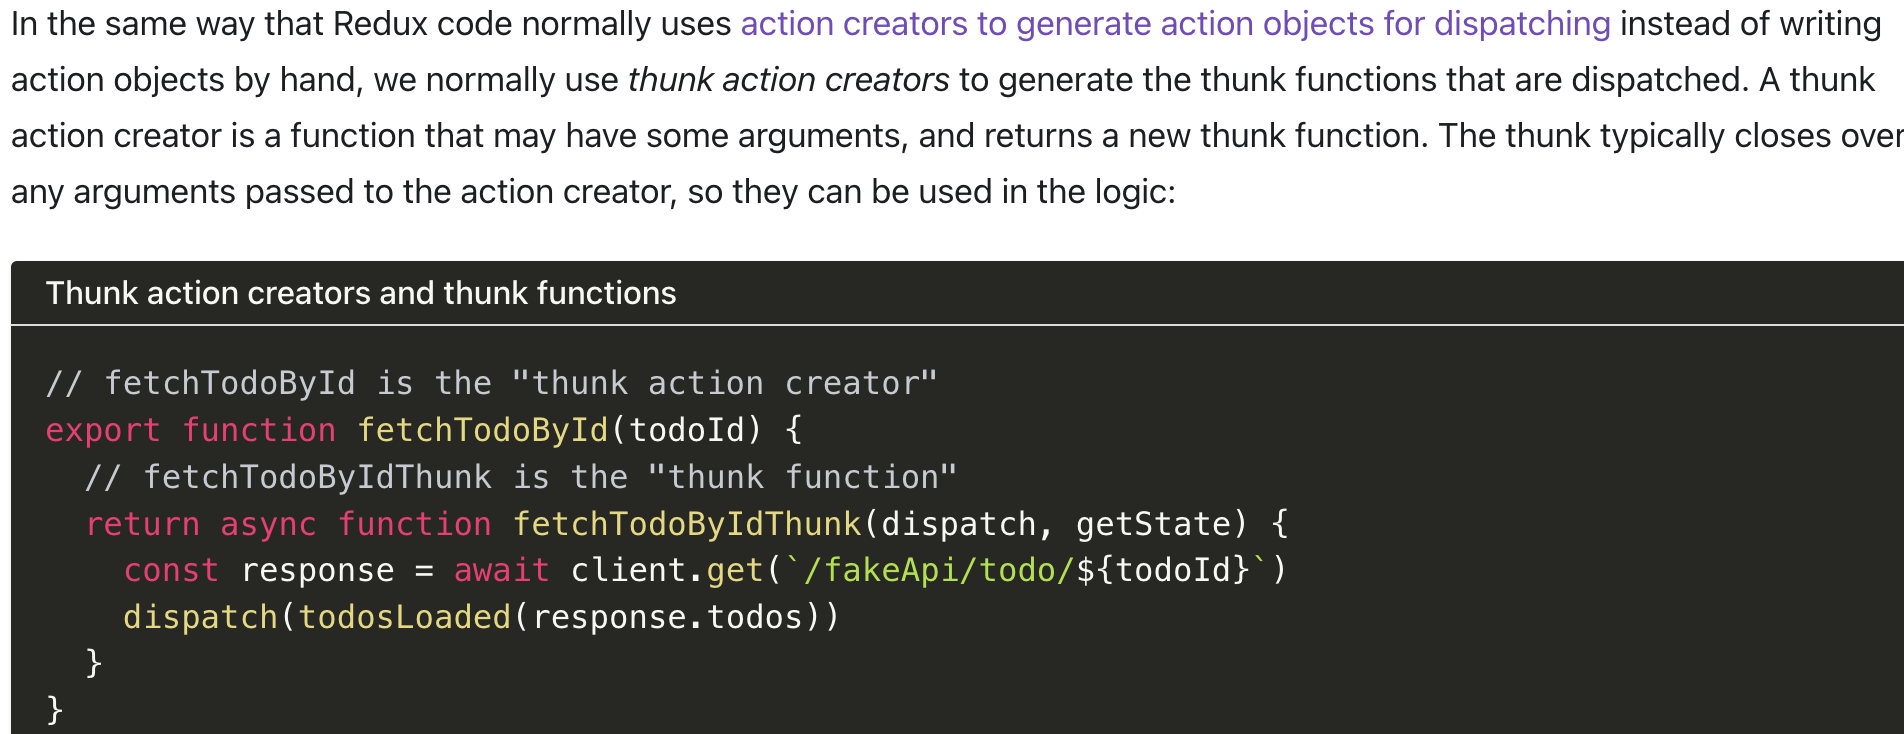 In the same way that Redux code normally uses action creators to generate action objects for dispatching instead of writing
action objects by hand, we normally use thunk action creators to generate the thunk functions that are dispatched. A thunk
action creator is a function that may have some arguments, and returns a new thunk function. The thunk typically closes over
any arguments passed to the action creator, so they can be used in the logic:
Thunk action creators and thunk functions
// fetchTodoById is the "thunk action creator"
export function fetchTodoById(todoId) {
  // fetchTodoByIdThunk is the "thunk function"
  return async function fetchTodoByIdThunk(dispatch, getState) {
    const response = await client.get(`/fakeApi/todo/${todoId}`)
    dispatch(todosLoaded(response.todos))
  }
}